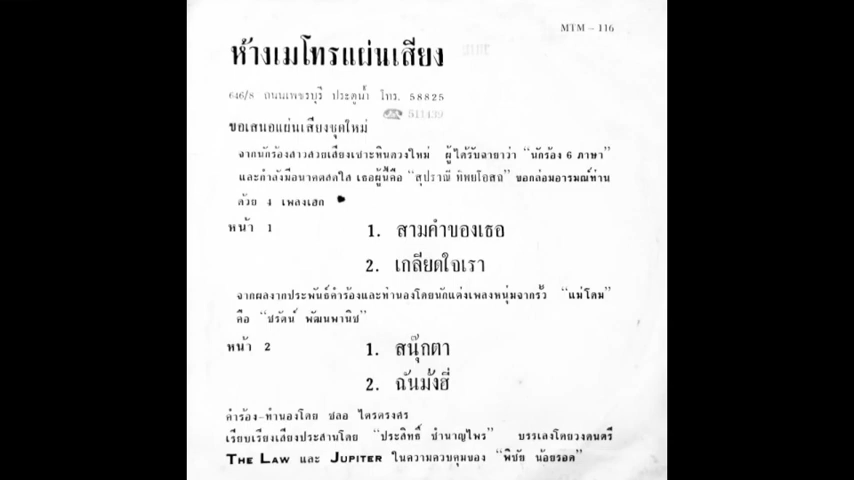 MTM - 116
ห้างเมโทรแผ่นเสียง
646/8 ถนนเพชรบุรี ประตูน้ำ โทร. 58825
☎ 511439
ขอเสนอแผ่นเสียงชุดใหม่
จากนักร้องสาวสวยเสียงเซาะหินดวงใหม่ ผู้ได้รับฉายาว่า "นักร้อง 6 ภาษา"
และกำลังมีอนาคตสดใส เธอผู้นี้คือ "สุปราณี ทิพยโอสถ" ขอกล่อมอารมณ์ท่าน
ด้วย 4 เพลงเอก
หน้า 1
1. สามคำของเธอ
2. เกลียดใจเรา
จากผลงานประพันธ์คำร้องและทำนองโดยนักแต่งเพลงหนุ่มจากรั้ว "แม่โดม"
คือ "ชรัตน์ พัฒนพานิช"
หน้า 2
1. สนุ๊กตา
2. ฉันมังฮี่
คำร้อง-ทำนองโดย ชลอ ไตรตรงศร
เรียบเรียงเสียงประสานโดย "ประสิทธิ์ ชำนาญไพร" บรรเลงโดยวงดนตรี
THE LAW และ JUPITER ในความควบคุมของ "พิชัย น้อยรอด"